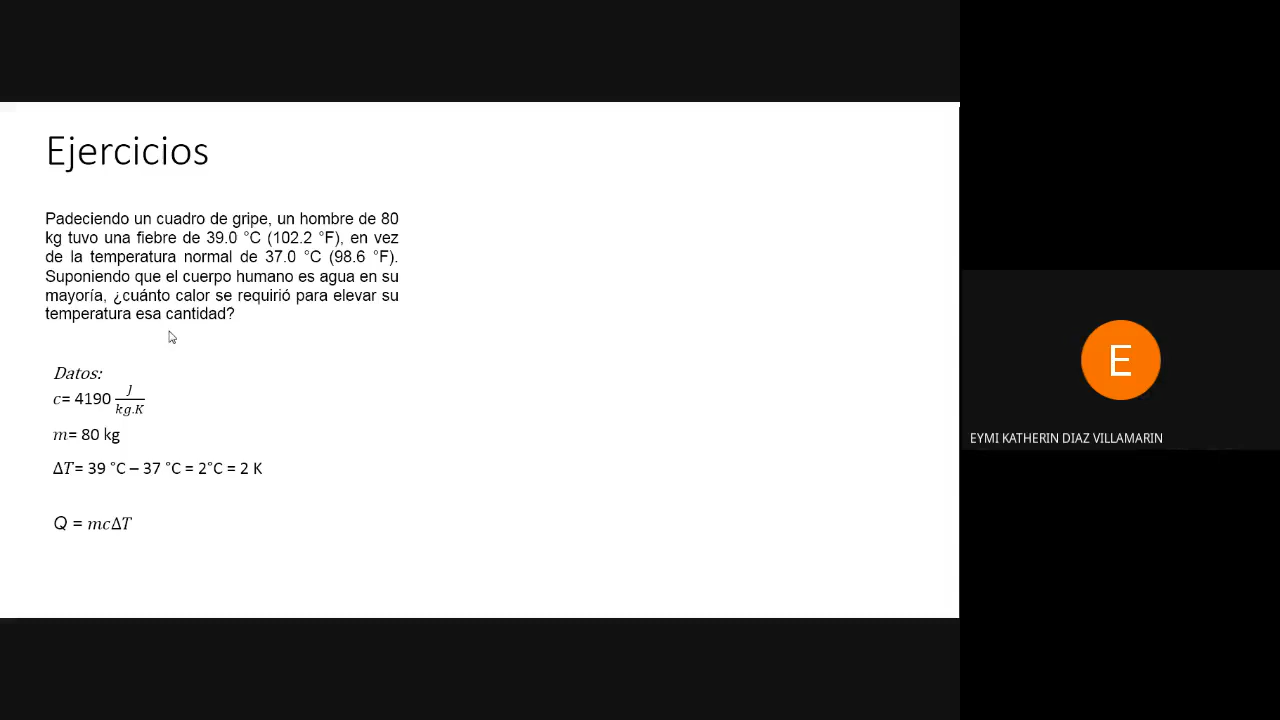 Ejercicios
Padeciendo un cuadro de gripe, un hombre de 80
kg tuvo una fiebre de 39.0 °C (102.2 °F), en vez
de la temperatura normal de 37.0 °C (98.6 °F).
Suponiendo que el cuerpo humano es agua en su
mayoría, ¿cuánto calor se requirió para elevar su
temperatura esa cantidad?
Datos:
c= 4190 J/kg.K
m= 80 kg
ΔT= 39 °C – 37 °C = 2°C = 2 K
Q = mcΔT
E
EYMI KATHERIN DIAZ VILLAMARIN